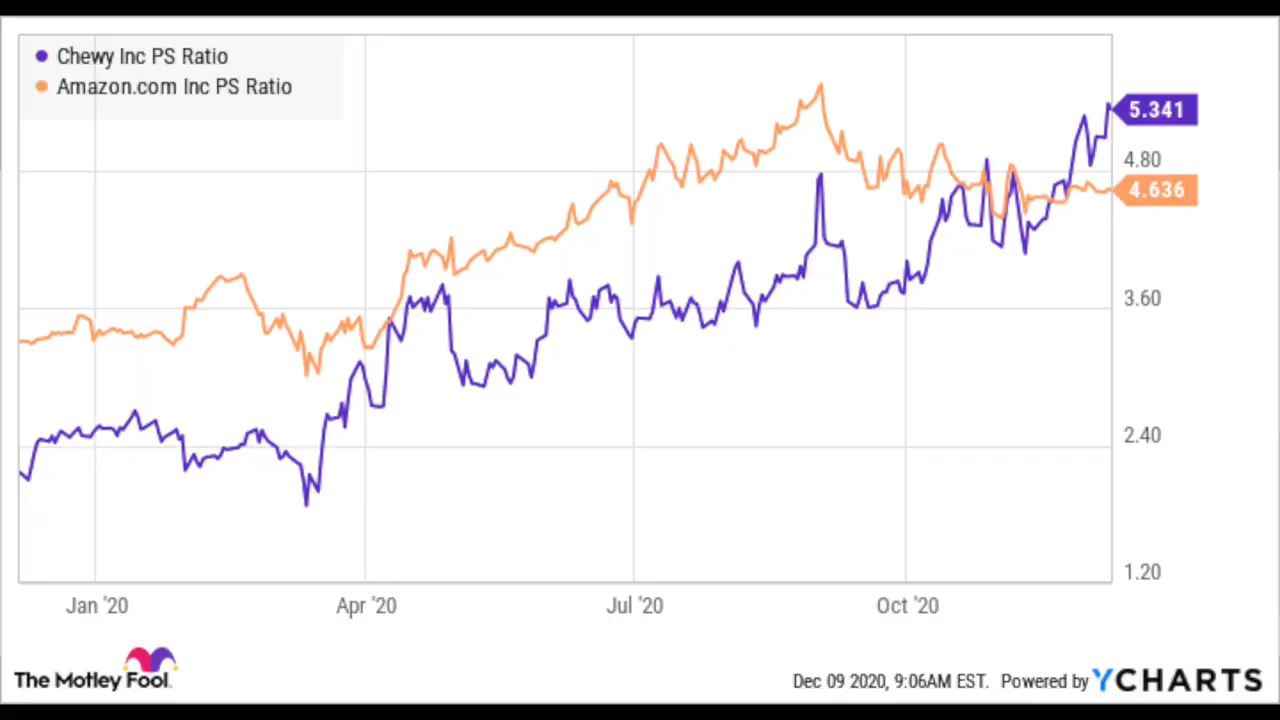 Chewy Inc PS Ratio
Amazon.com Inc PS Ratio
5.341
4.80
4.636
3.60
2.40
1.20
Jan '20 Apr '20 Jul '20 Oct '20
The Motley Fool.
Dec 09 2020, 9:06AM EST. Powered by YCHARTS